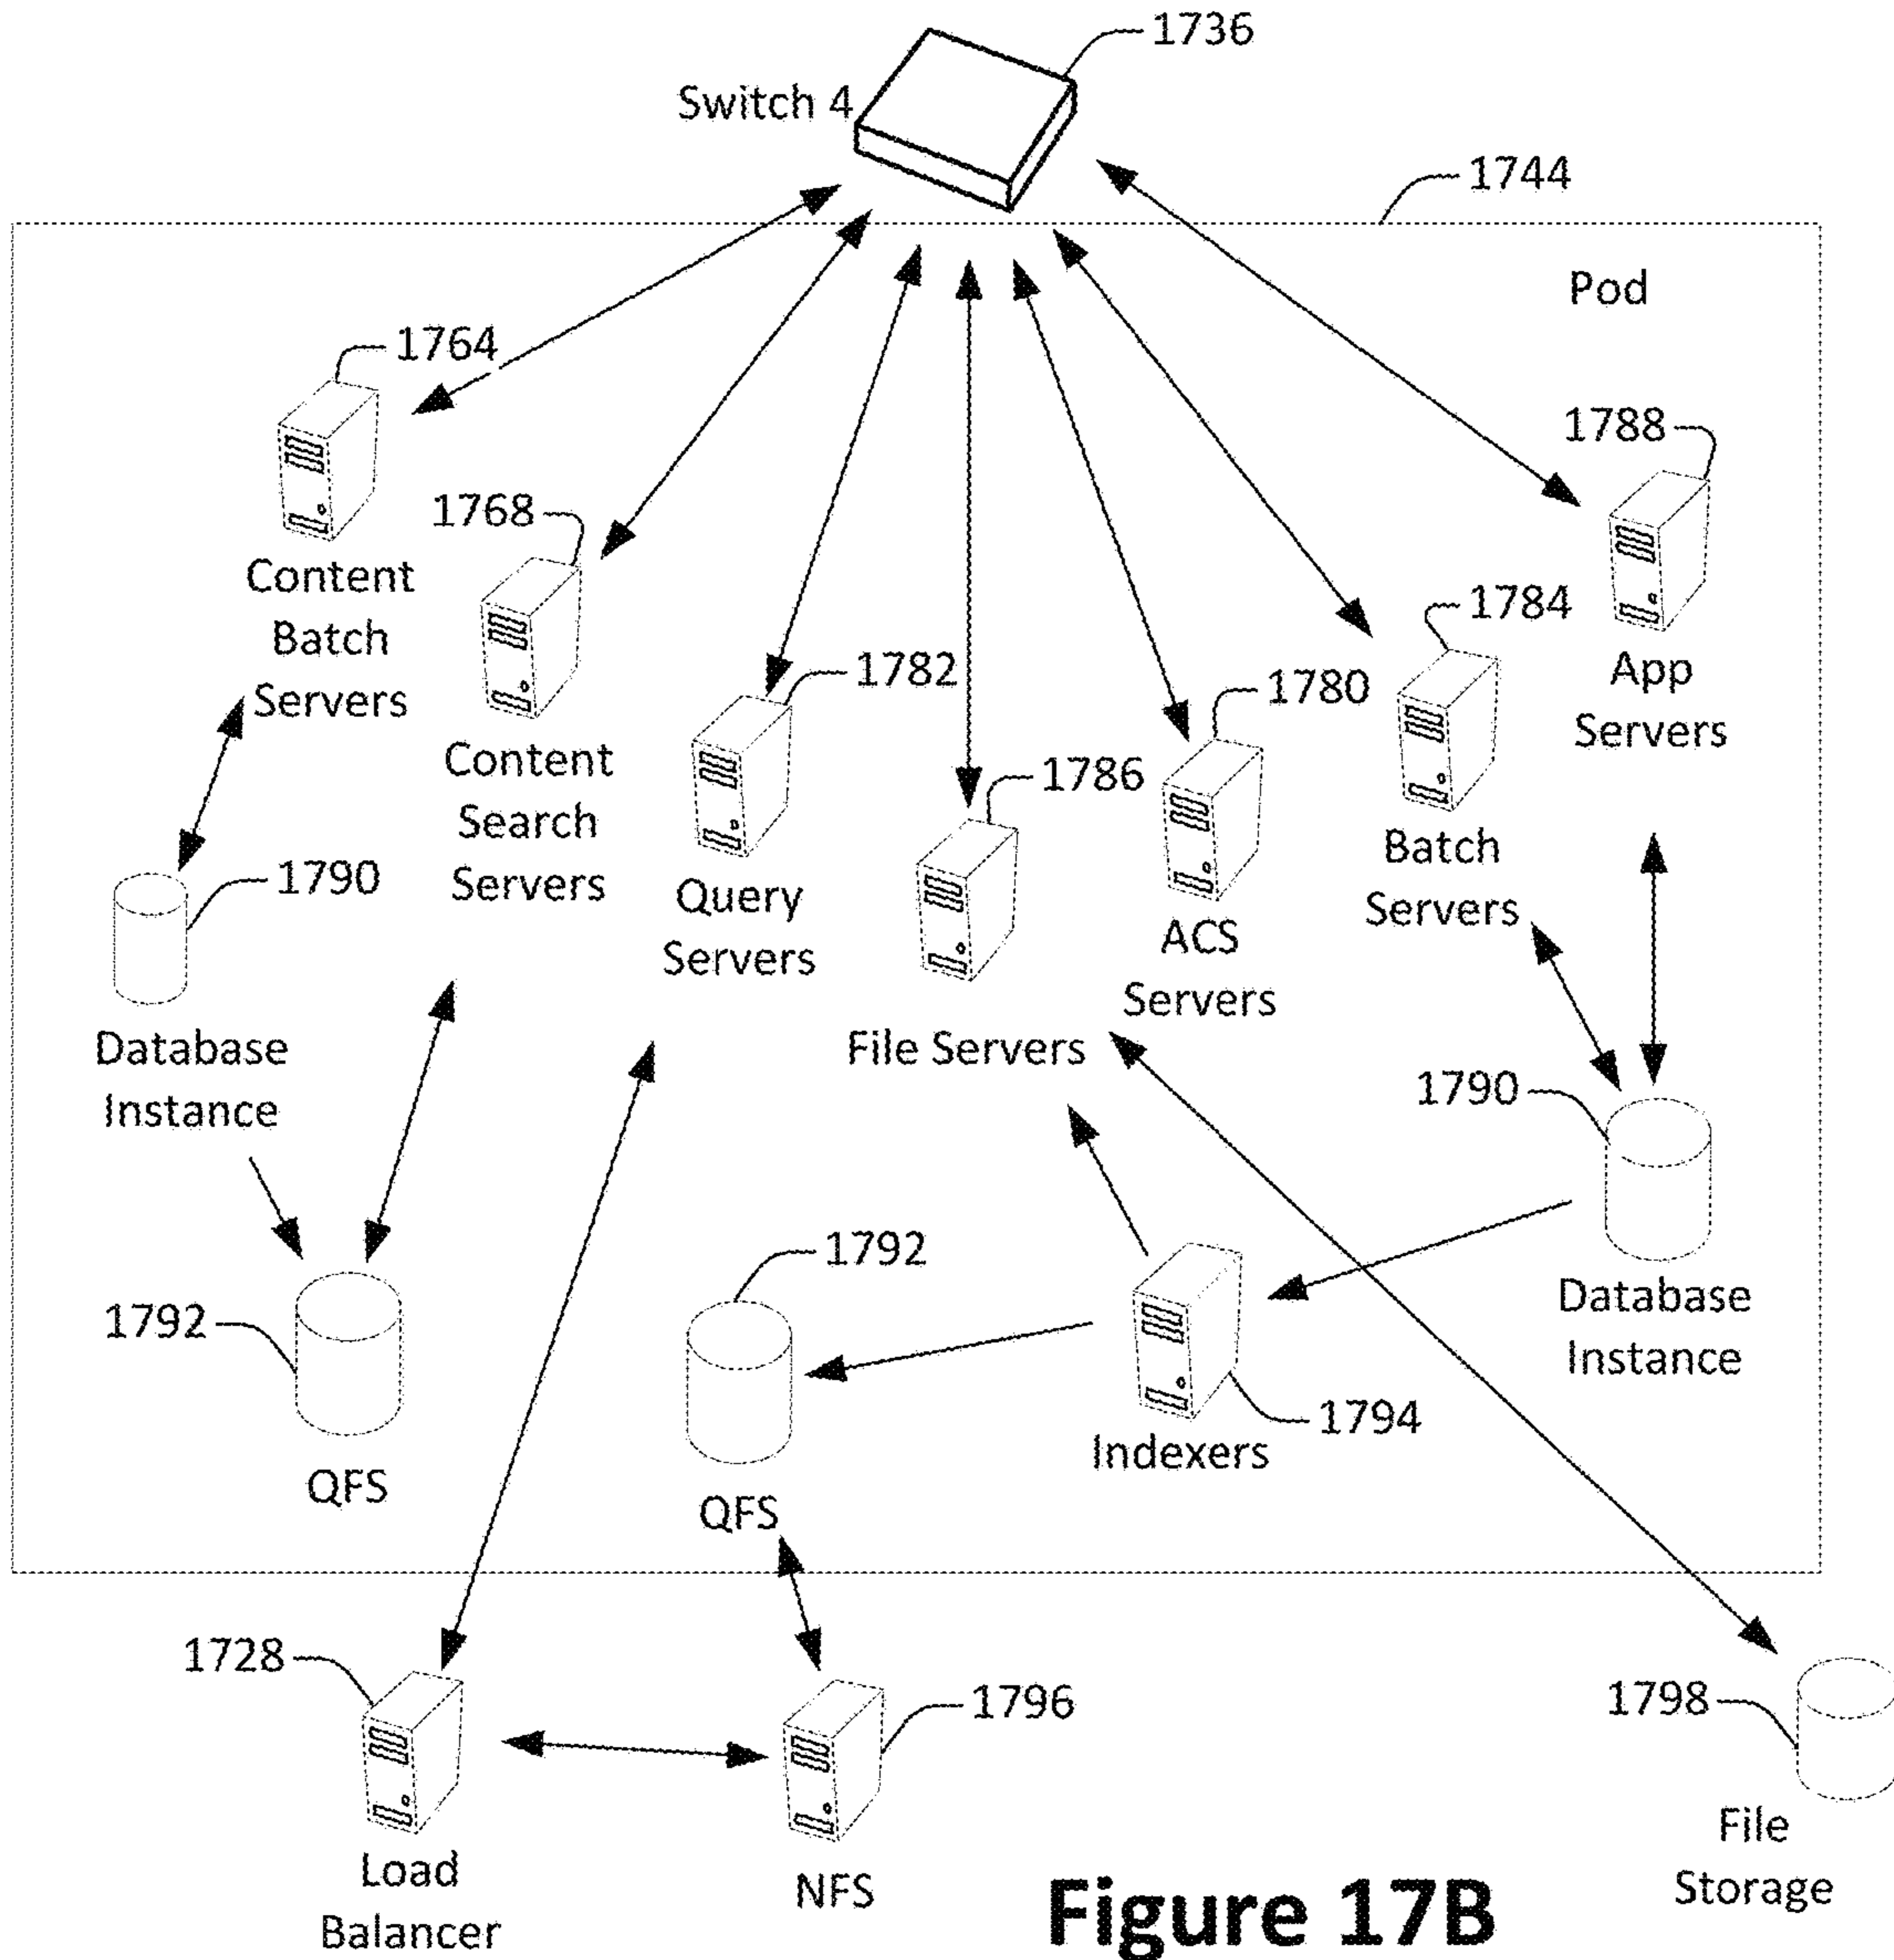 1736
Switch 4
1744
Pod
1764
1788
1768
Content
Batch
Servers
1784
App
Servers
1782
1780
Content
Search
Servers
1786
Batch
Servers
1790
Query
Servers
ACS
Servers
Database
Instance
File Servers
1790
1792
1792
Database
Instance
1794
Indexers
QFS
QFS
1728
1796
1798
Load
Balancer
NFS
File
Storage
Figure 17B